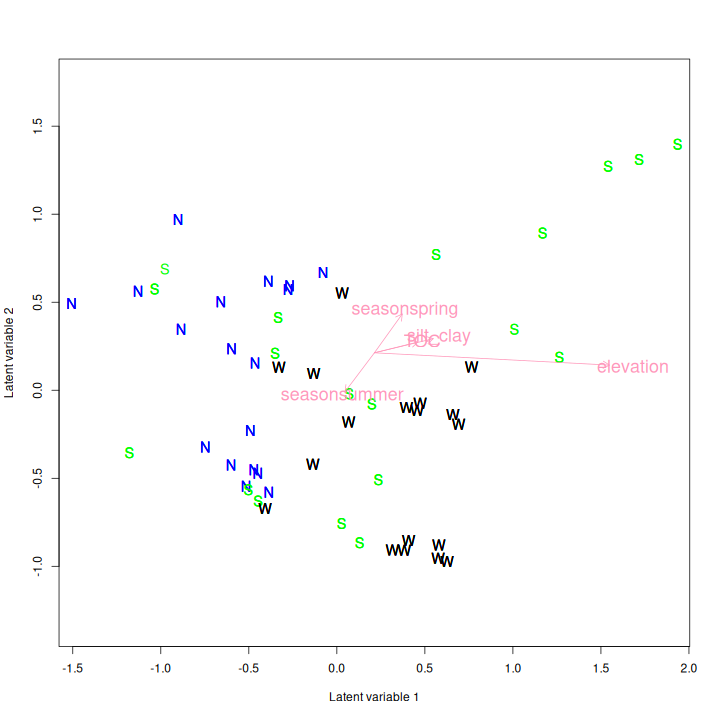 1.5
1.0
0.5
0.0
-0.5
-1.0
Latent variable 2
S
S
S
S
N
S
S
N
W
N
N
N
N
S
S
N
N
seasonspring
S
N
S
silt_clay
TOC
N
S
S
N
W
W
W
elevation
S
seasonsummer
S
W
W
W
W
W
W
N
N
S
W
N
N
N
S
N
S
N
S
W
S
S
W
W
W
W
W
W
-1.5
-1.0
-0.5
0.0
0.5
1.0
1.5
2.0
Latent variable 1